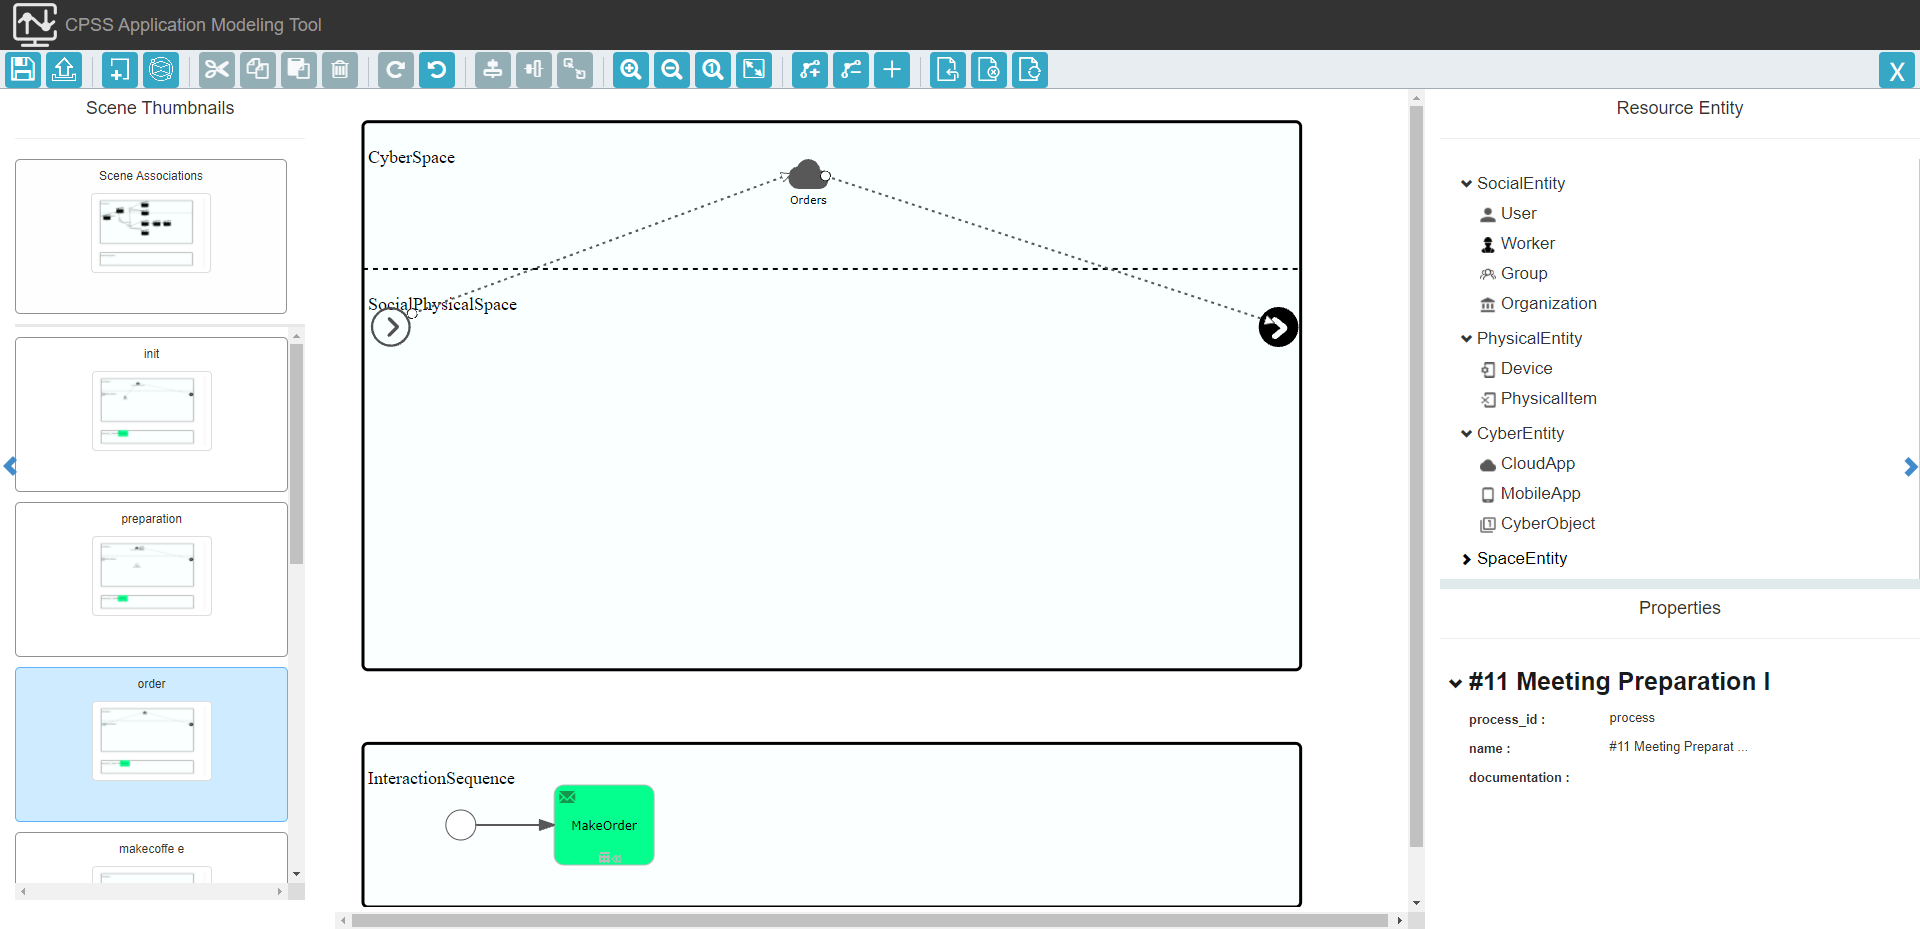 CPSS Application Modeling Tool
X
Scene Thumbnails
Scene Associations
init
preparation
order
makecoffe e
CyberSpace
Orders
SocialPhysicalSpace
InteractionSequence
MakeOrder
Resource Entity
SocialEntity
User
Worker
Group
Organization
PhysicalEntity
Device
PhysicalItem
CyberEntity
CloudApp
MobileApp
CyberObject
SpaceEntity
Properties
#11 Meeting Preparation I
process_id : process
name : #11 Meeting Preparat ...
documentation :